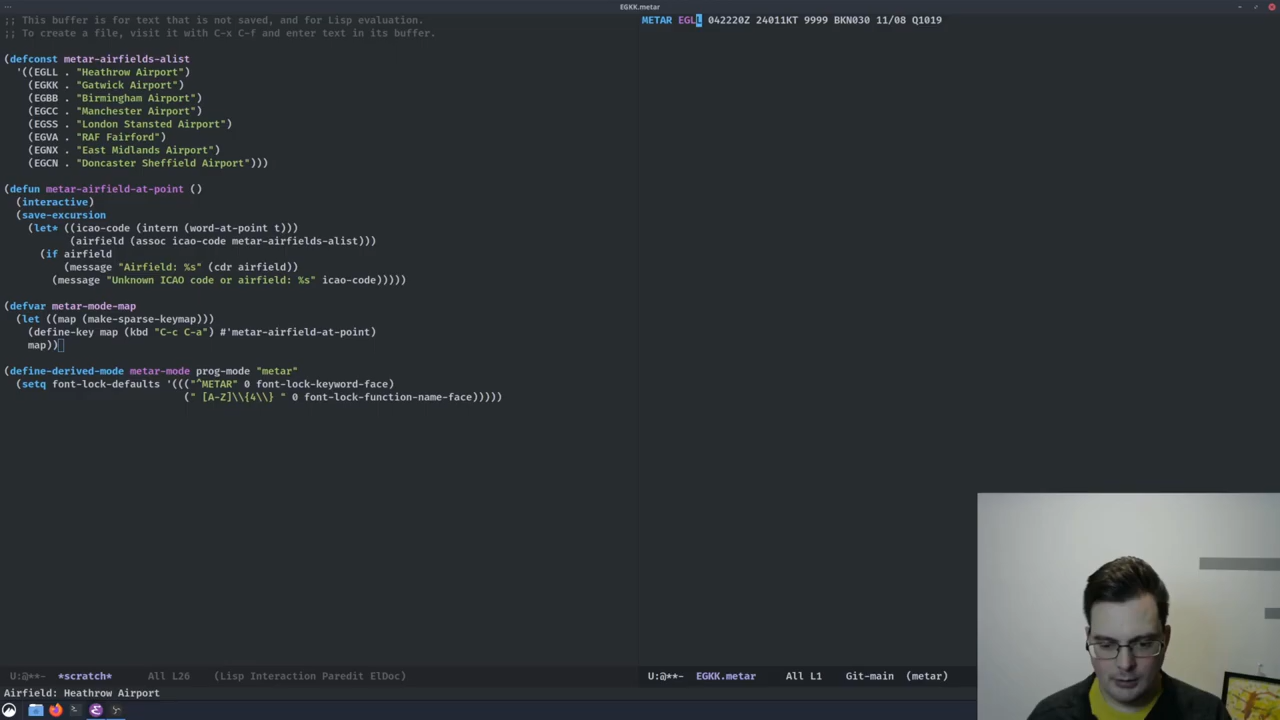 EGKK.metar
;; This buffer is for text that is not saved, and for Lisp evaluation.
;; To create a file, visit it with C-x C-f and enter text in its buffer.
(defconst metar-airfields-alist
'((EGLL . "Heathrow Airport")
(EGKK . "Gatwick Airport")
(EGBB . "Birmingham Airport")
(EGCC . "Manchester Airport")
(EGSS . "London Stansted Airport")
(EGVA . "RAF Fairford")
(EGNX . "East Midlands Airport")
(EGCN . "Doncaster Sheffield Airport")))
(defun metar-airfield-at-point ()
(interactive)
(save-excursion
(let* ((icao-code (intern (word-at-point t)))
(airfield (assoc icao-code metar-airfields-alist)))
(if airfield
(message "Airfield: %s" (cdr airfield))
(message "Unknown ICAO code or airfield: %s" icao-code)))))
(defvar metar-mode-map
(let ((map (make-sparse-keymap)))
(define-key map (kbd "C-c C-a") #'metar-airfield-at-point)
map))
(define-derived-mode metar-mode prog-mode "metar"
(setq font-lock-defaults '((("^METAR" 0 font-lock-keyword-face)
(" [A-Z]\\{4\\} " 0 font-lock-function-name-face)))))
U:@**- *scratch* All L26 (Lisp Interaction Paredit ElDoc)
Airfield: Heathrow Airport
METAR EGLL 042220Z 24011KT 9999 BKN030 11/08 Q1019
U:@**- EGKK.metar All L1 Git-main (metar)